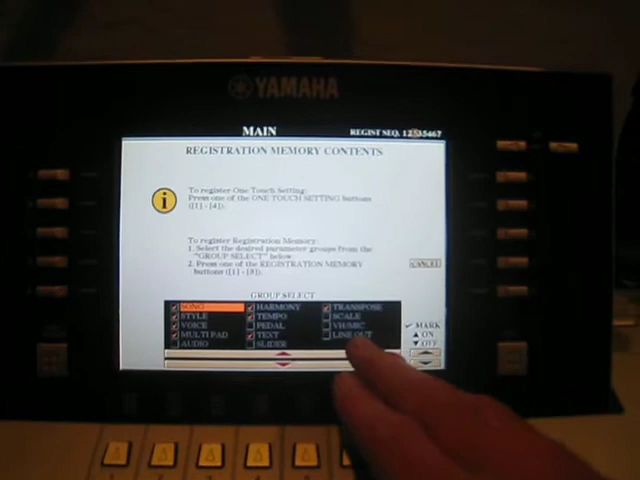 YAMAHA
MAIN
REGIST SEQ.
REGISTRATION MEMORY CONTENTS
i
To register One Touch Setting:
Press one of the ONE TOUCH SETTING buttons
([1] - [4]).
To register Registration Memory:
1. Select the desired parameter groups from the
"GROUP SELECT" below.
2. Press one of the REGISTRATION MEMORY
buttons ([1] - [8]).
CANCEL
GROUP SELECT
SONG HARMONY TRANSPOSE
STYLE TEMPO SCALE
VOICE PEDAL VH/MIC
MULTI PAD TEXT LINE OUT
AUDIO SLIDER
MARK
▲ ON
▼ OFF